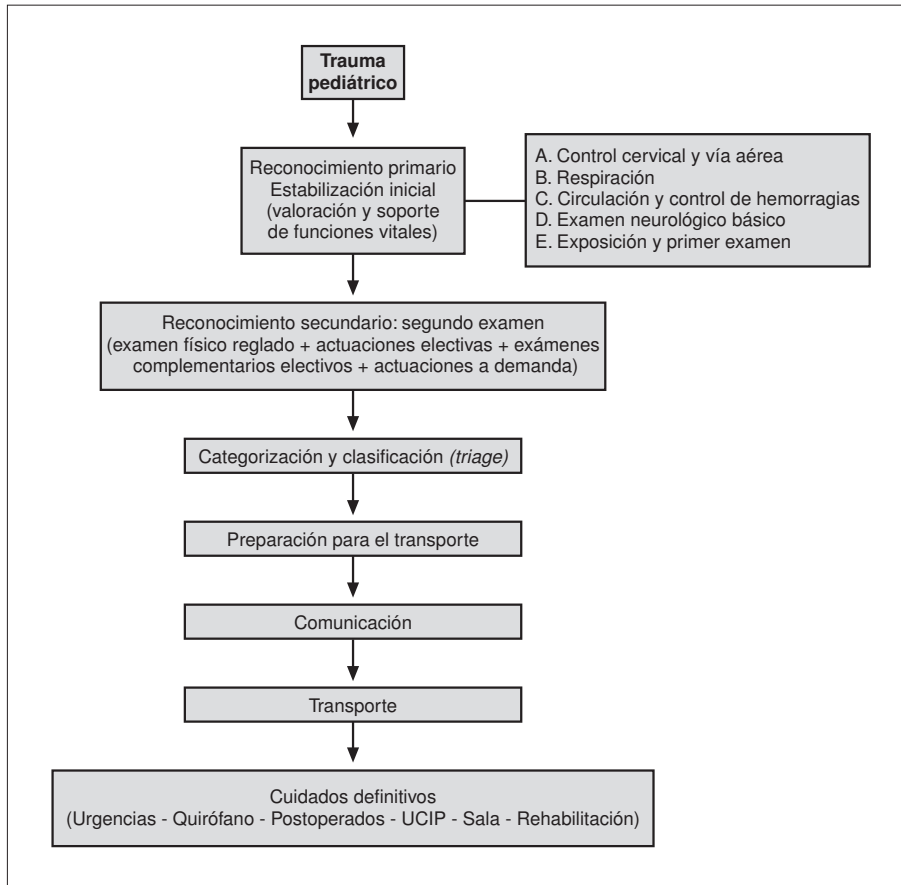 Trauma
pediátrico
Reconocimiento primario
Estabilización inicial
(valoración y soporte
de funciones vitales)
A. Control cervical y vía aérea
B. Respiración
C. Circulación y control de hemorragias
D. Examen neurológico básico
E. Exposición y primer examen
Reconocimiento secundario: segundo examen
(examen físico reglado + actuaciones electivas + exámenes
complementarios electivos + actuaciones a demanda)
Categorización y clasificación (triage)
Preparación para el transporte
Comunicación
Transporte
Cuidados definitivos
(Urgencias - Quirófano - Postoperados - UCIP - Sala - Rehabilitación)